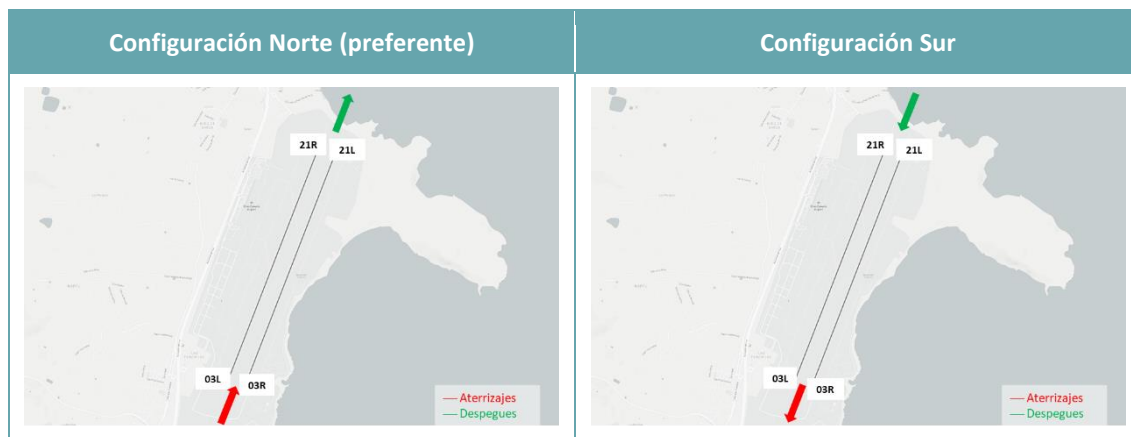 Configuración Norte (preferente)
Configuración Sur
21R
21L
03L
03R
Aterrizajes
Despegues
21R
21L
03L
03R
Aterrizajes
Despegues